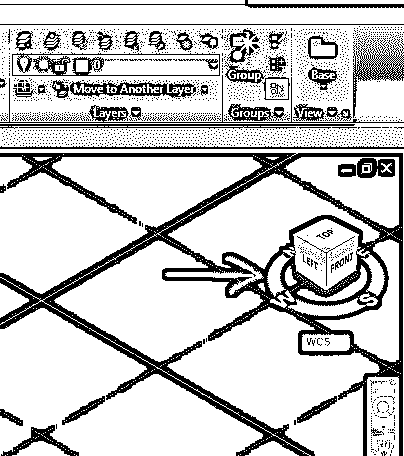 Group
Base
Move to Another Layer
Layers
Groups
View
TOP
LEFT
FRONT
W
S
WCS